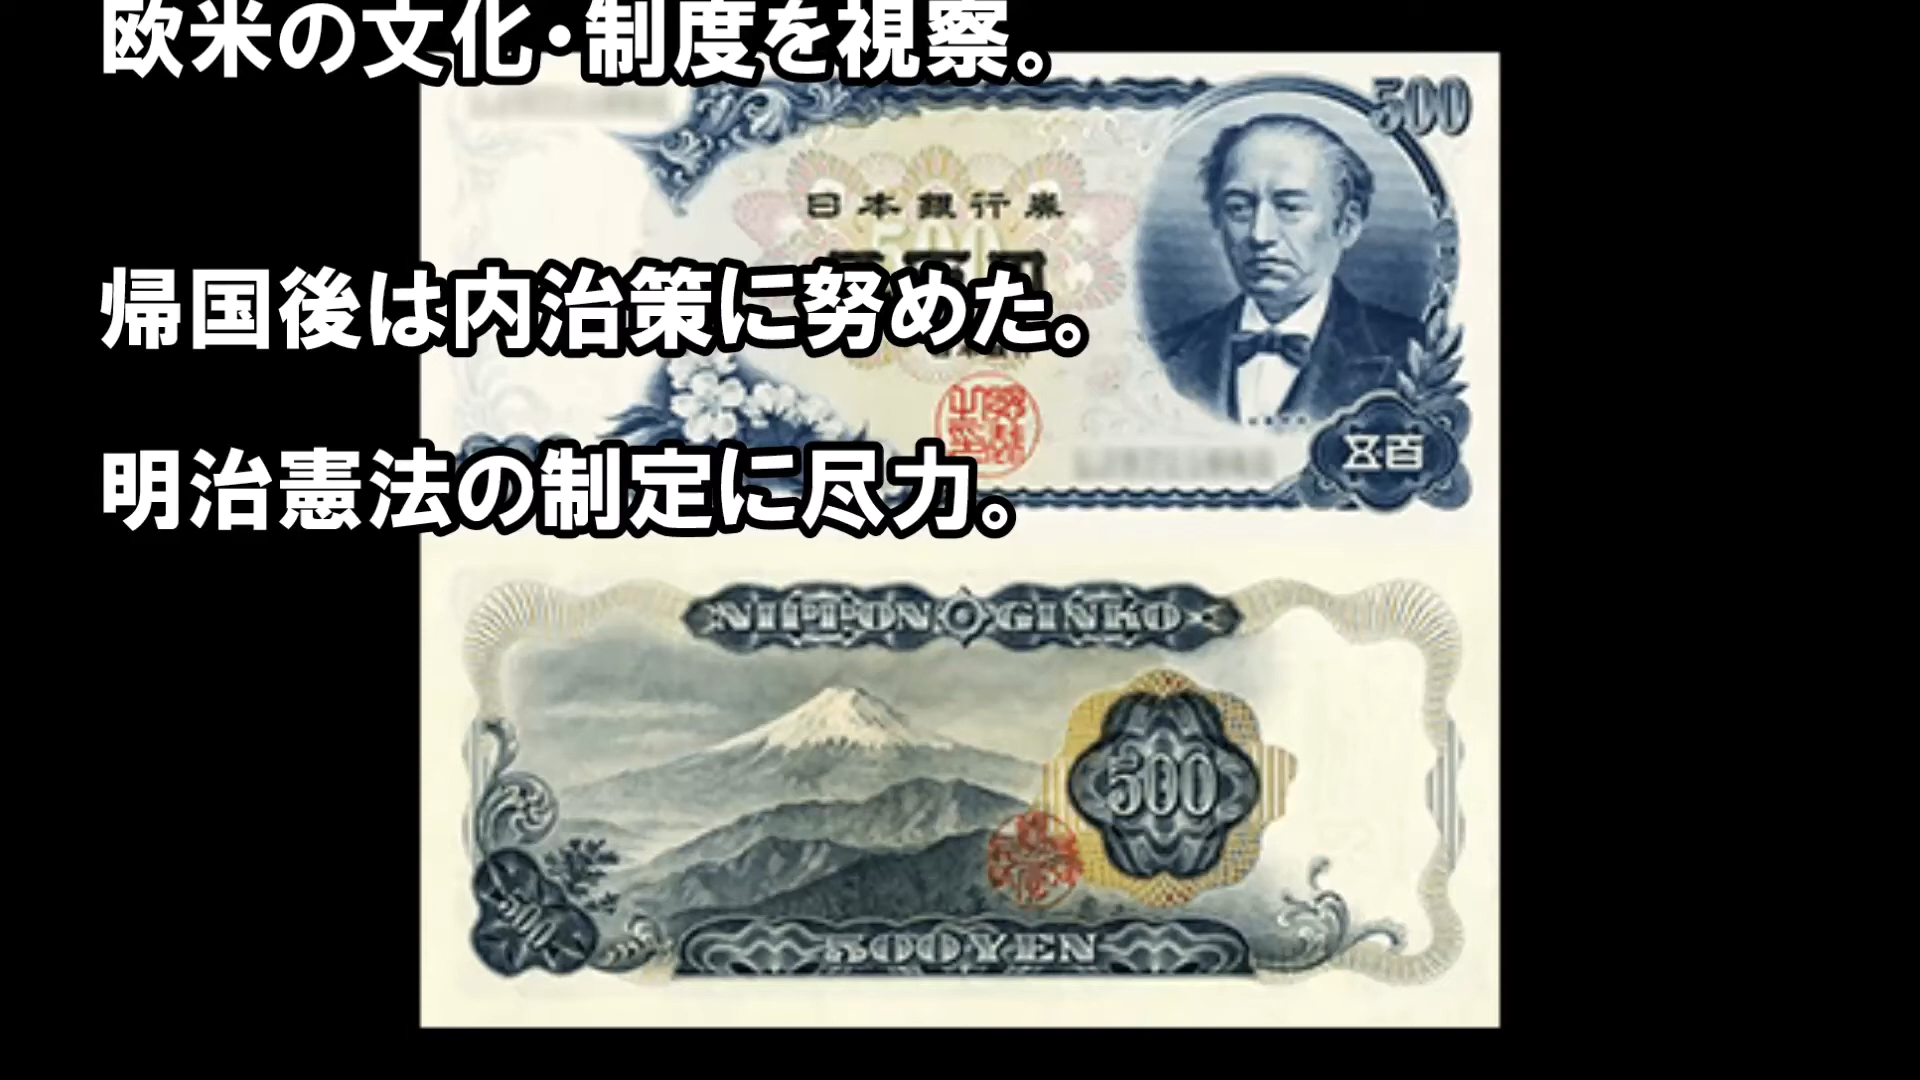 欧米の文化・制度を視察。
500
日本銀行券
帰国後は内治策に努めた。
明治憲法の制定に尽力。
五百
NIPPON GINKO
500
500
500 YEN